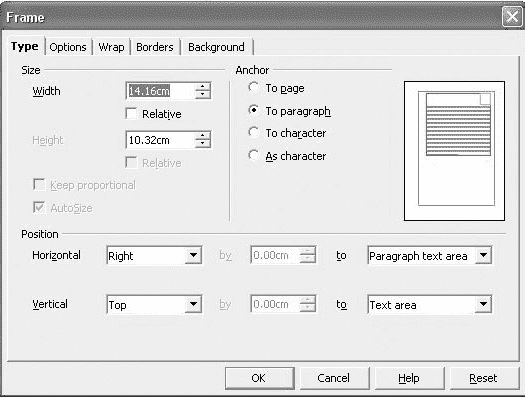 Frame
Type Options Wrap Borders Background
Size Anchor
Width 14.16cm To page
Relative To paragraph
Height 10.32cm To character
Relative As character
Keep proportional
AutoSize
Position
Horizontal Right by 0.00cm to Paragraph text area
Vertical Top by 0.00cm to Text area
OK Cancel Help Reset